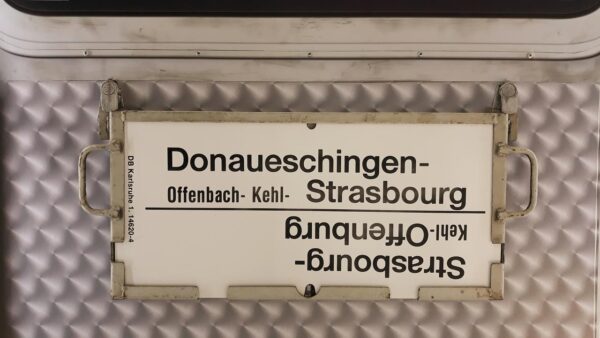 Donaueschingen-
Offenbach- Kehl- Strasbourg
Strasbourg-
Kehl-Offenburg
DB Karlsruhe 1. 14620-4